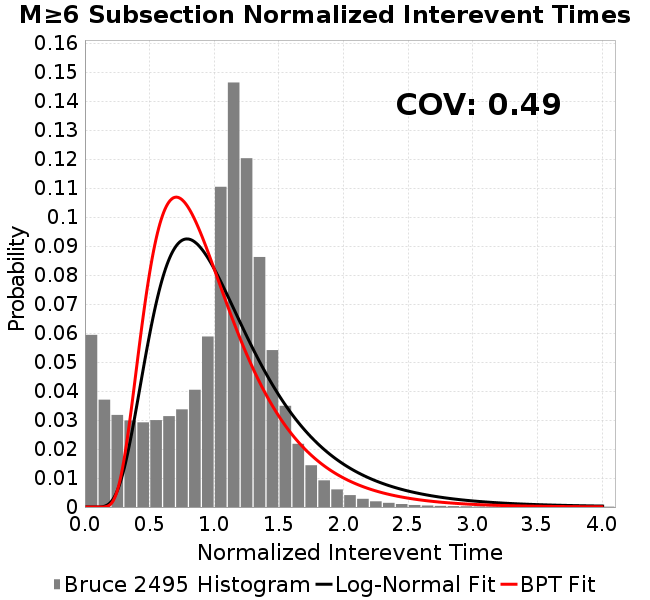 M≥6 Subsection Normalized Interevent Times
COV: 0.49
Probability
0.16
0.15
0.14
0.13
0.12
0.11
0.1
0.09
0.08
0.07
0.06
0.05
0.04
0.03
0.02
0.01
0
0.0 0.5 1.0 1.5 2.0 2.5 3.0 3.5 4.0
Normalized Interevent Time
Bruce 2495 Histogram Log-Normal Fit BPT Fit